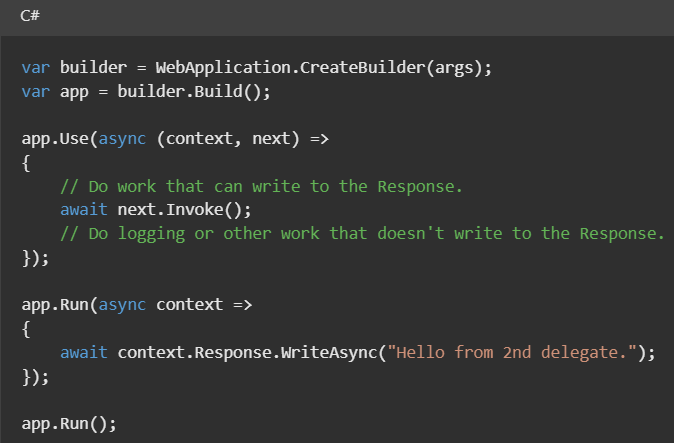 C#
var builder = WebApplication.CreateBuilder(args);
var app = builder.Build();
app.Use(async (context, next) =>
{
    // Do work that can write to the Response.
    await next.Invoke();
    // Do logging or other work that doesn't write to the Response.
});
app.Run(async context =>
{
    await context.Response.WriteAsync("Hello from 2nd delegate.");
});
app.Run();